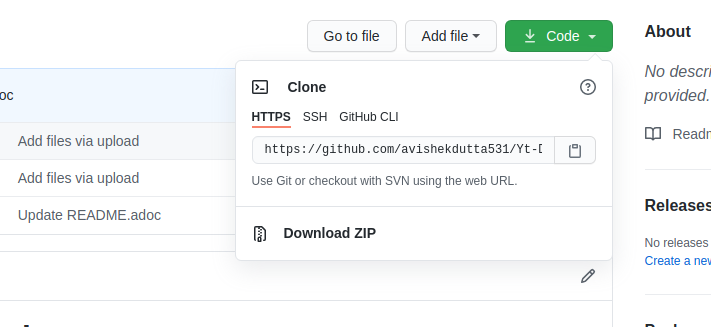 Go to file
Add file
Code
About
oc
Clone
No descri
provided.
HTTPS SSH GitHub CLI
Add files via upload
https://github.com/avishekdutta531/Yt-D
Readm
Add files via upload
Use Git or checkout with SVN using the web URL.
Update README.adoc
Releases
Download ZIP
No releases
Create a new